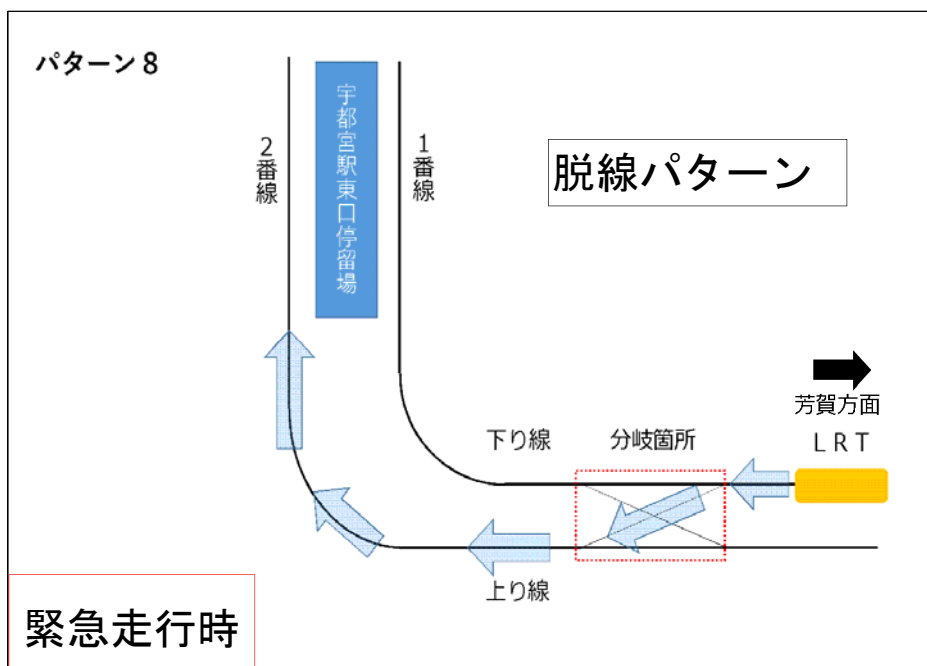 パターン8
宇都宮駅東口停留場
2番線
1番線
脱線パターン
芳賀方面
LRT
下り線
分岐箇所
上り線
緊急走行時